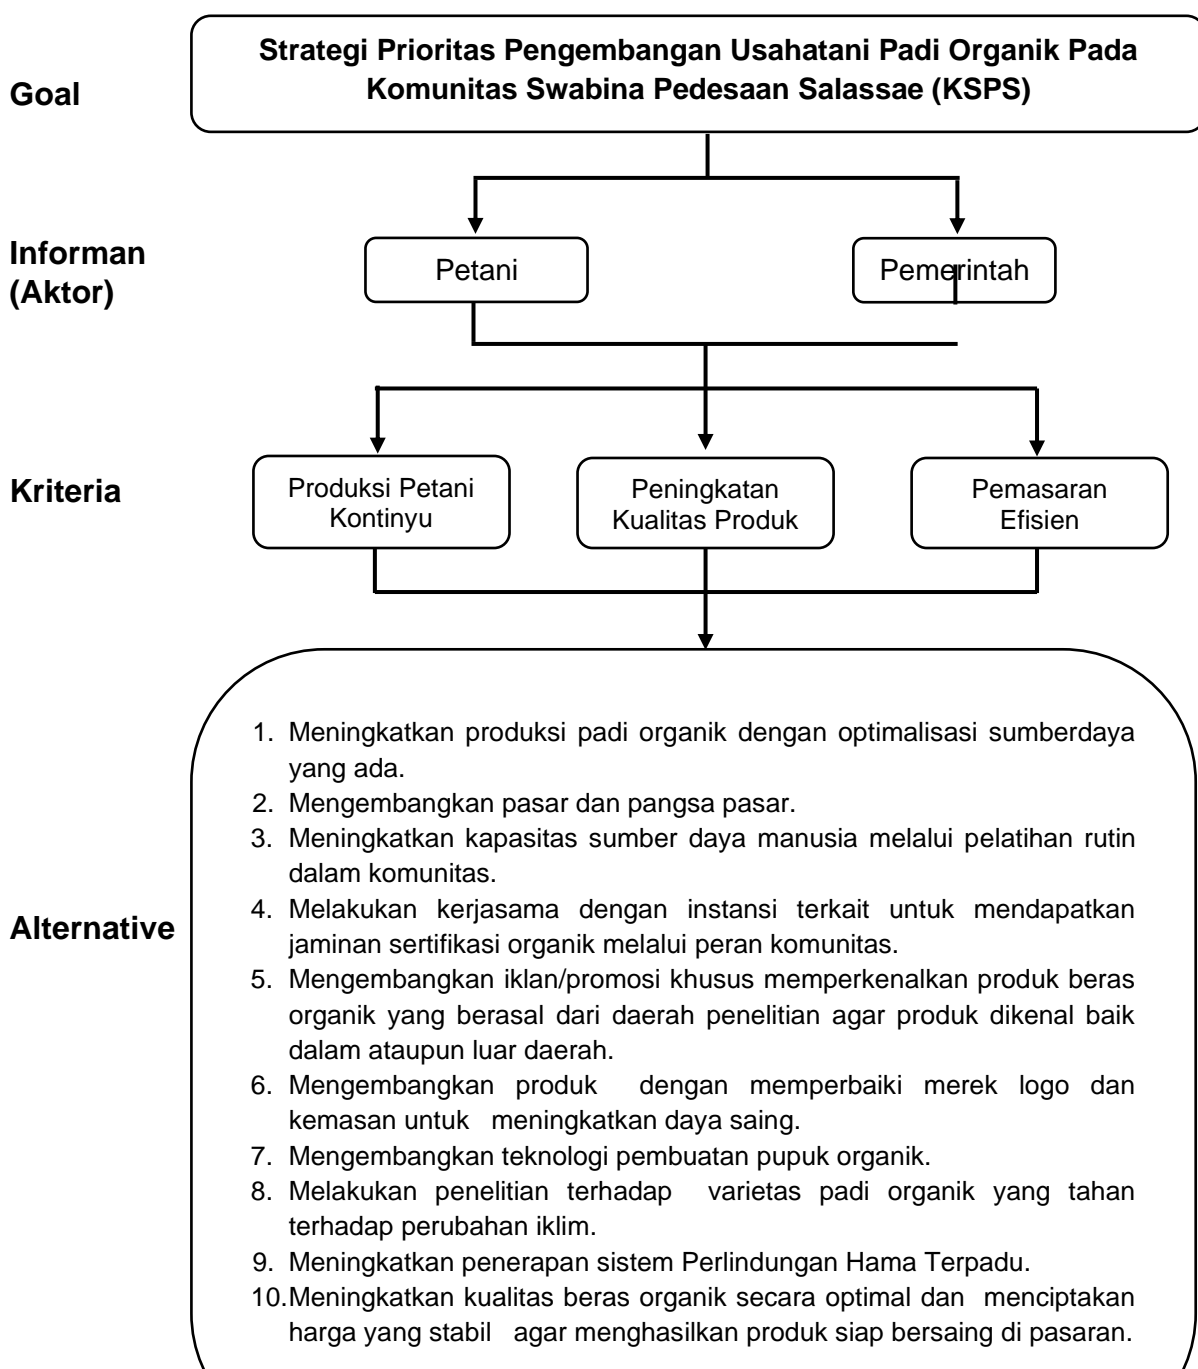 Strategi Prioritas Pengembangan Usahatani Padi Organik Pada
Komunitas Swabina Pedesaan Salassae (KSPS)
Goal
Informan
(Aktor)
Petani
Pemerintah
Kriteria
Produksi Petani
Kontinyu
Peningkatan
Kualitas Produk
Pemasaran
Efisien
Alternative
1. Meningkatkan produksi padi organik dengan optimalisasi sumberdaya
yang ada.
2. Mengembangkan pasar dan pangsa pasar.
3. Meningkatkan kapasitas sumber daya manusia melalui pelatihan rutin
dalam komunitas.
4. Melakukan kerjasama dengan instansi terkait untuk mendapatkan
jaminan sertifikasi organik melalui peran komunitas.
5. Mengembangkan iklan/promosi khusus memperkenalkan produk beras
organik yang berasal dari daerah penelitian agar produk dikenal baik
dalam ataupun luar daerah.
6. Mengembangkan produk dengan memperbaiki merek logo dan
kemasan untuk meningkatkan daya saing.
7. Mengembangkan teknologi pembuatan pupuk organik.
8. Melakukan penelitian terhadap varietas padi organik yang tahan
terhadap perubahan iklim.
9. Meningkatkan penerapan sistem Perlindungan Hama Terpadu.
10.Meningkatkan kualitas beras organik secara optimal dan menciptakan
harga yang stabil agar menghasilkan produk siap bersaing di pasaran.